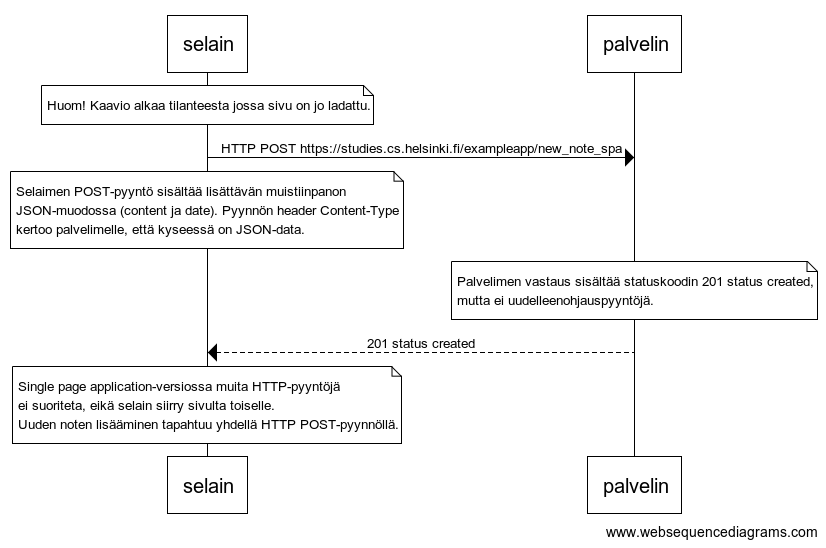 selain
palvelin
Huom! Kaavio alkaa tilanteesta jossa sivu on jo ladattu.
HTTP POST https://studies.cs.helsinki.fi/exampleapp/new_note_spa
Selaimen POST-pyyntö sisältää lisättävän muistiinpanon
JSON-muodossa (content ja date). Pyynnön header Content-Type
kertoo palvelimelle, että kyseessä on JSON-data.
Palvelimen vastaus sisältää statuskoodin 201 status created,
mutta ei uudelleenohjauspyyntöjä.
201 status created
Single page application-versiossa muita HTTP-pyyntöjä
ei suoriteta, eikä selain siirry sivulta toiselle.
Uuden noten lisääminen tapahtuu yhdellä HTTP POST-pyynnöllä.
selain
palvelin
www.websequencediagrams.com